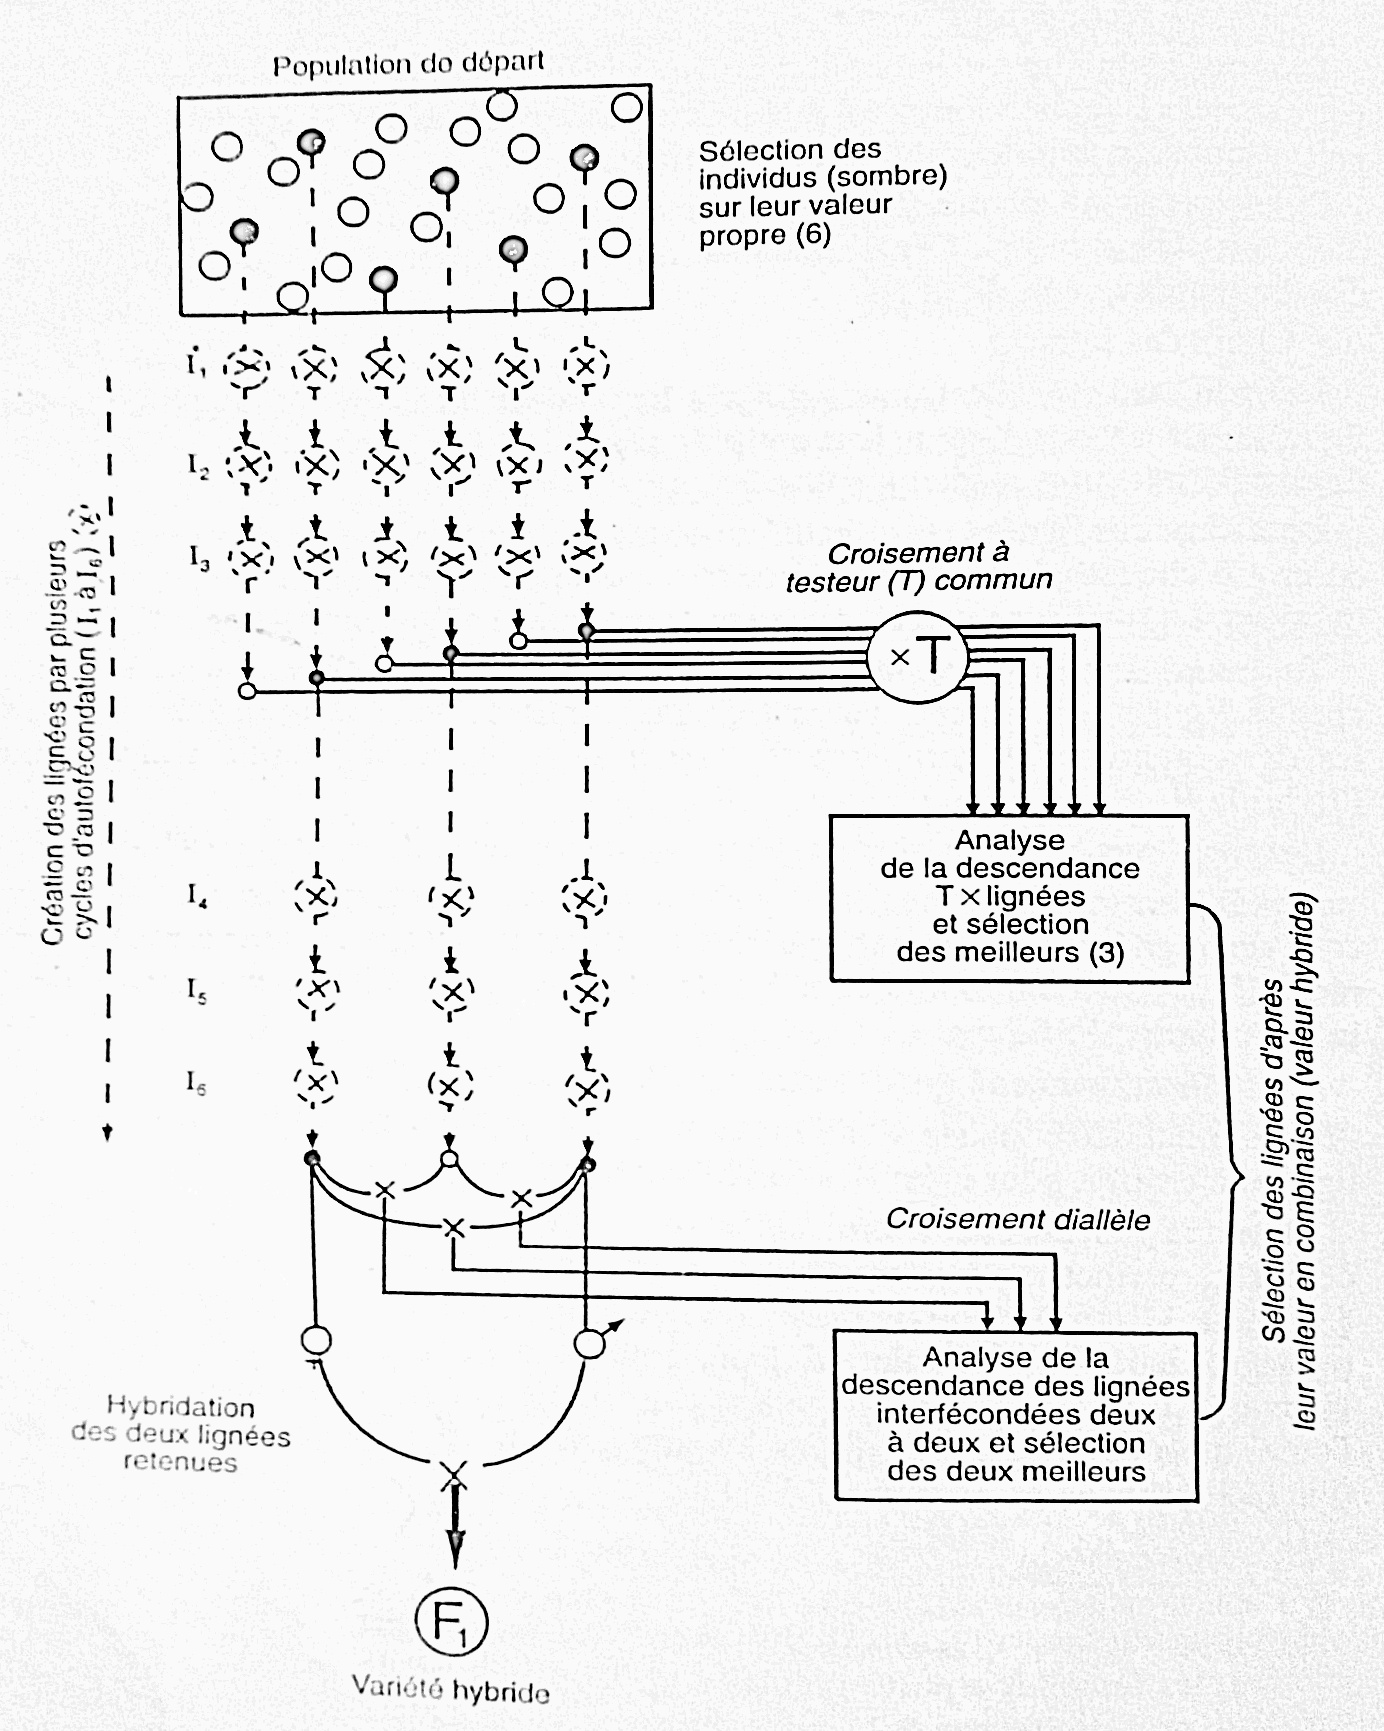 Population de départ
Sélection des
individus (sombre)
sur leur valeur
propre (6)
I1
I2
I3
Création des lignées par plusieurs
cycles d'autofécondation (I1 à I6) (x)
Croisement à
testeur (T) commun
× T
Analyse
de la descendance
T × lignées
et sélection
des meilleurs (3)
I4
I5
I6
Sélection des lignées d'après
leur valeur en combinaison (valeur hybride)
Croisement diallèle
Analyse de la
descendance des lignées
interfécondées deux
à deux et sélection
des deux meilleurs
Hybridation
des deux lignées
retenues
F1
Variété hybride